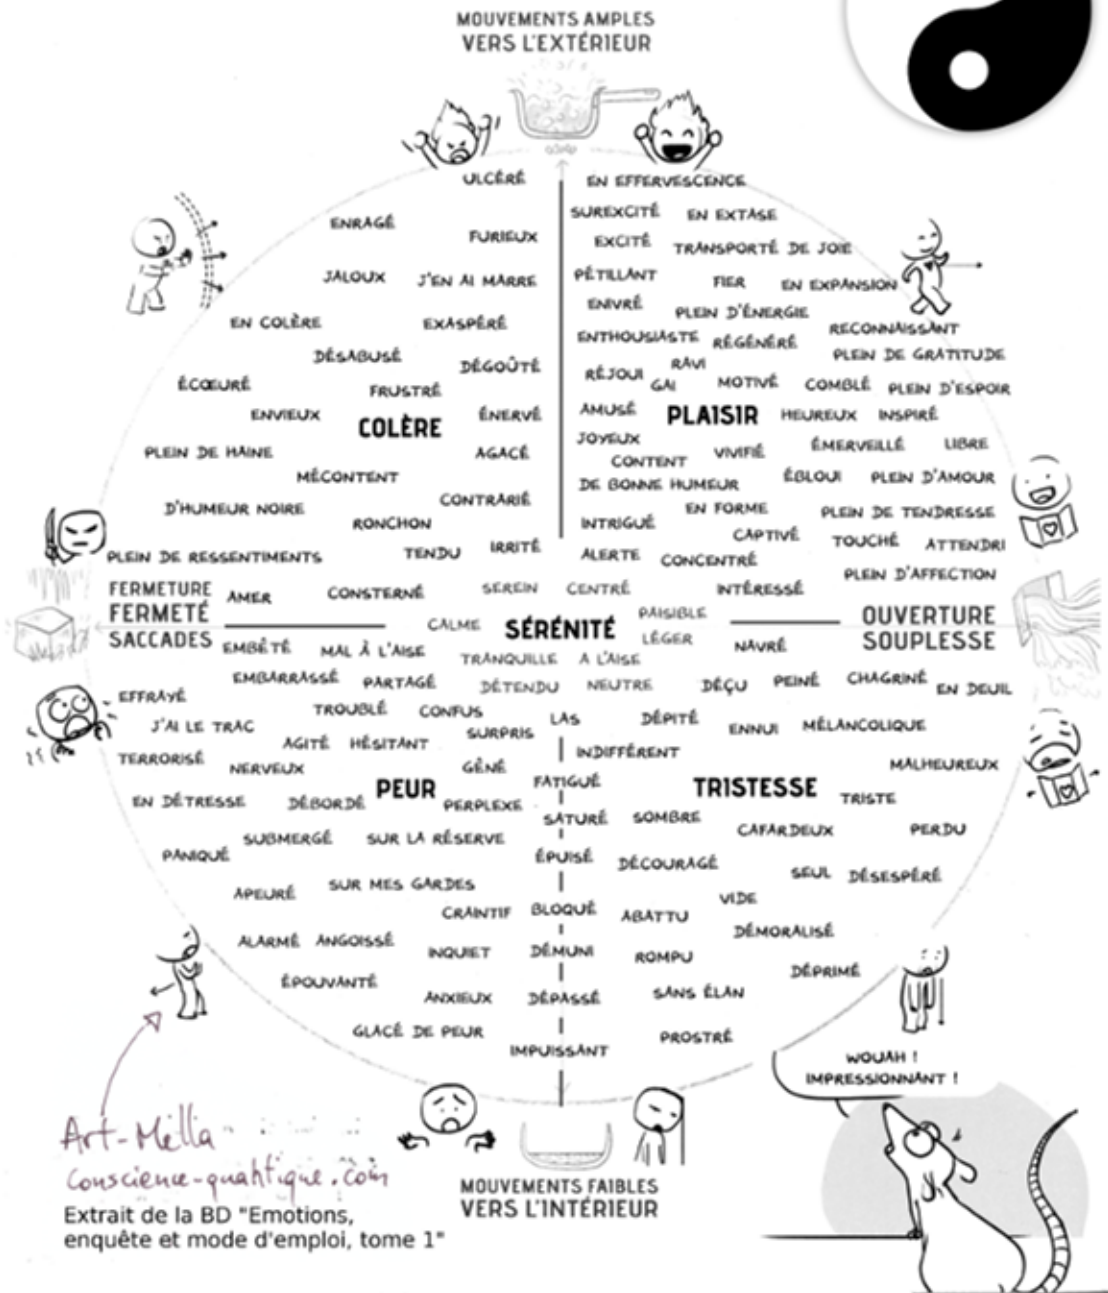 MOUVEMENTS AMPLES
VERS L'EXTÉRIEUR
ULCÉRÉ
EN EFFERVESCENCE
ENRAGÉ
FURIEUX
SUREXCITÉ
EN EXTASE
EXCITÉ
TRANSPORTÉ DE JOIE
JALOUX
J'EN AI MARRE
PÉTILLANT
FIER
EN EXPANSION
ENIVRÉ
PLEIN D'ÉNERGIE
EN COLÈRE
EXASPÉRÉ
ENTHOUSIASTE
RÉGÉNÉRÉ
RECONNAISSANT
PLEIN DE GRATITUDE
DÉSABUSÉ
DÉGOÛTÉ
RAVI
RÉJOUI
GAI
MOTIVÉ
COMBLÉ
PLEIN D'ESPOIR
ÉCŒURÉ
FRUSTRÉ
ENVIEUX
COLÈRE
ÉNERVÉ
AMUSÉ
PLAISIR
HEUREUX
INSPIRÉ
PLEIN DE HAINE
AGACÉ
JOYEUX
CONTENT
VIVIFIÉ
ÉMERVEILLÉ
LIBRE
MÉCONTENT
DE BONNE HUMEUR
ÉBLOUI
PLEIN D'AMOUR
D'HUMEUR NOIRE
CONTRARIÉ
RONCHON
INTRIGUÉ
EN FORME
PLEIN DE TENDRESSE
CAPTIVÉ
TOUCHÉ
ATTENDRI
PLEIN DE RESSENTIMENTS
TENDU
IRRITÉ
ALERTE
CONCENTRÉ
PLEIN D'AFFECTION
FERMETURE
FERMETÉ
SACCADES
AMER
CONSTERNÉ
SEREIN
CENTRÉ
INTÉRESSÉ
CALME
SÉRÉNITÉ
PAISIBLE
LÉGER
OUVERTURE
SOUPLESSE
EMBÊTÉ
MAL À L'AISE
TRANQUILLE
A L'AISE
NAVRÉ
EMBARRASSÉ
PARTAGÉ
DÉTENDU
NEUTRE
DÉÇU
PEINÉ
CHAGRINÉ
EN DEUIL
EFFRAYÉ
TROUBLÉ
CONFUS
LAS
DÉPITÉ
ENNUI
MÉLANCOLIQUE
J'AI LE TRAC
AGITÉ
HÉSITANT
SURPRIS
INDIFFÉRENT
TERRORISÉ
NERVEUX
GÊNÉ
MALHEUREUX
FATIGUÉ
PEUR
TRISTESSE
TRISTE
EN DÉTRESSE
DÉBORDÉ
PERPLEXE
SATURÉ
SOMBRE
CAFARDEUX
PERDU
SUBMERGÉ
SUR LA RÉSERVE
PANIQUÉ
ÉPUISÉ
DÉCOURAGÉ
SEUL
DÉSESPÉRÉ
APEURÉ
SUR MES GARDES
VIDE
CRAINTIF
BLOQUÉ
ABATTU
DÉMORALISÉ
ALARMÉ
ANGOISSÉ
INQUIET
DÉMUNI
ROMPU
DÉPRIMÉ
ÉPOUVANTÉ
ANXIEUX
DÉPASSÉ
SANS ÉLAN
GLACÉ DE PEUR
IMPUISSANT
PROSTRÉ
WOUAH !
IMPRESSIONNANT !
Art-Mella
Conscience-quantique.com
Extrait de la BD "Emotions,
enquête et mode d'emploi, tome 1"
MOUVEMENTS FAIBLES
VERS L'INTÉRIEUR